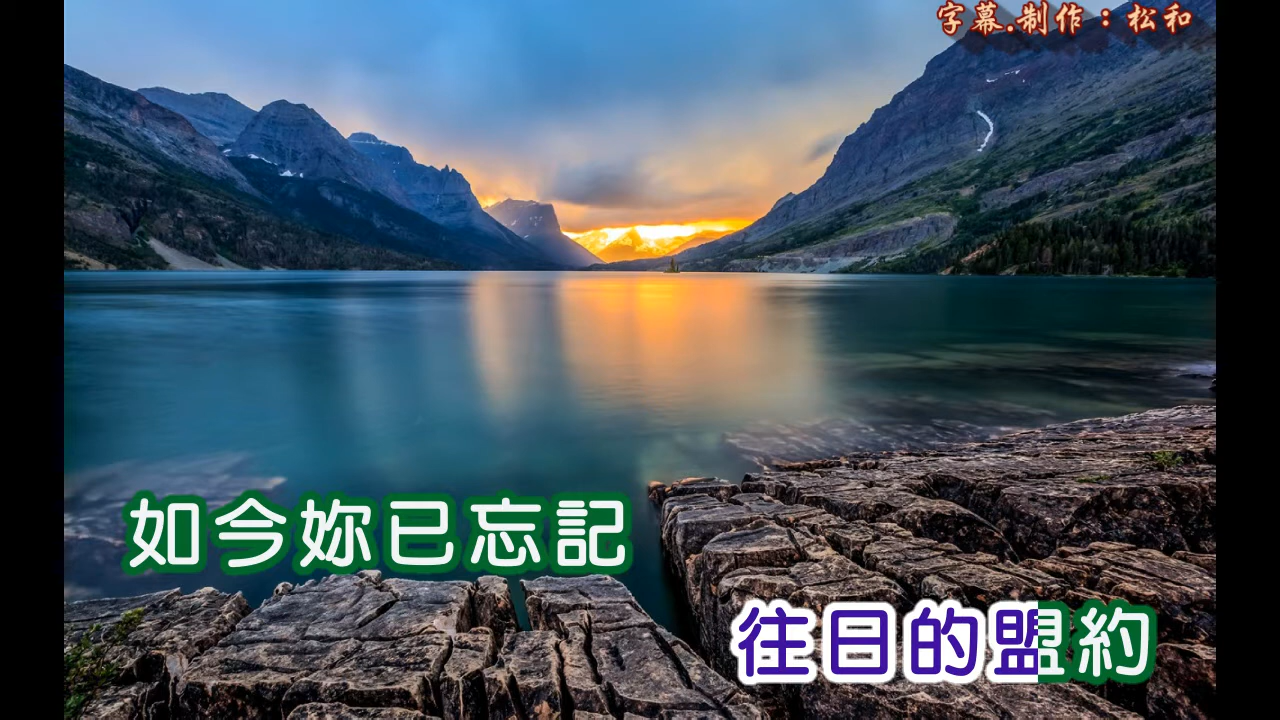 字幕.制作：松和
如今妳已忘記
往日的盟約